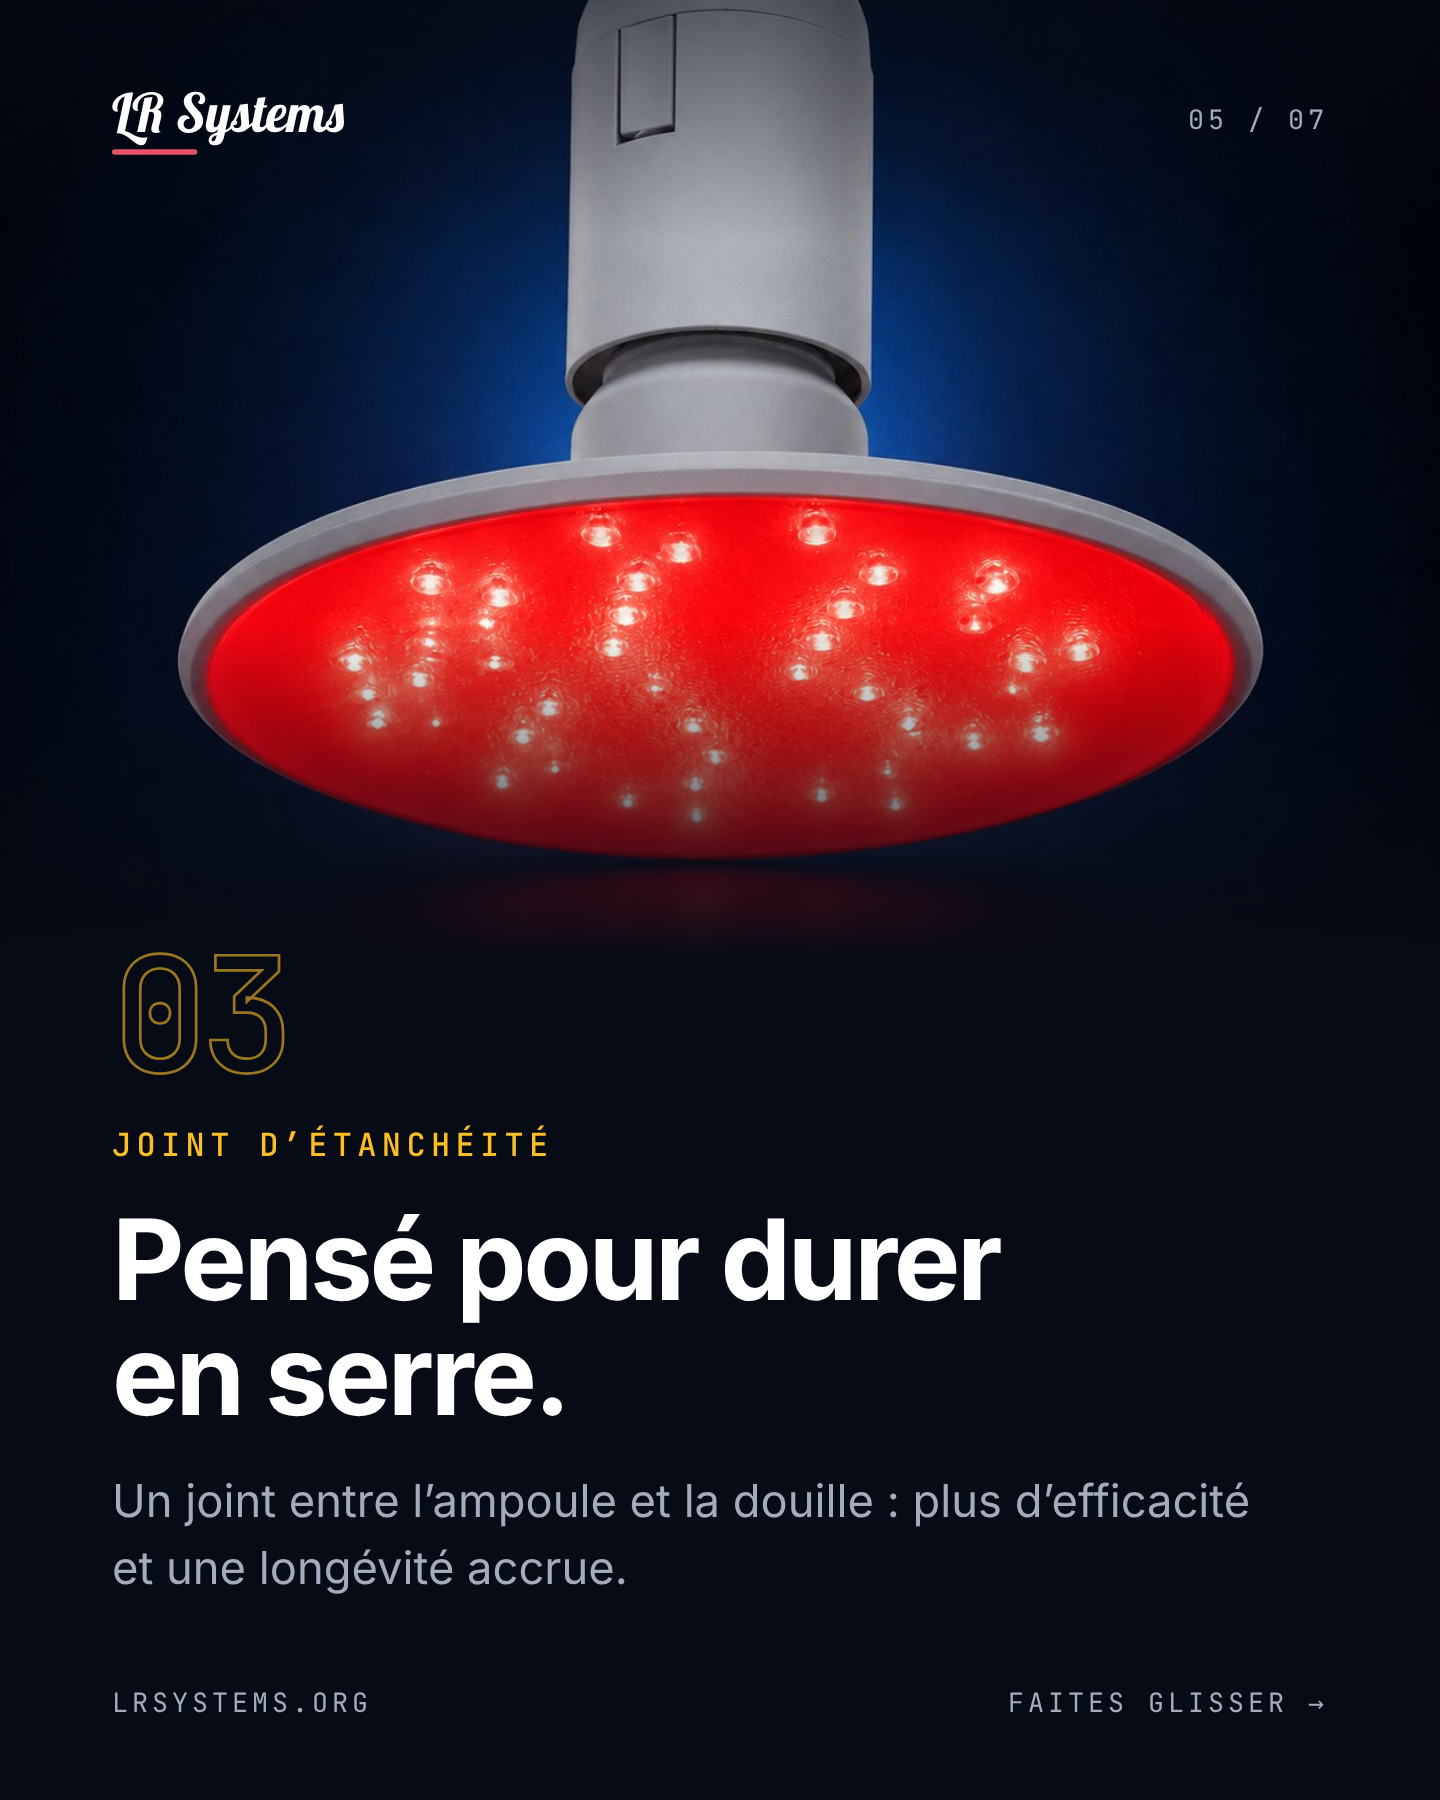 LR Systems
05 / 07
03
JOINT D’ÉTANCHÉITÉ
Pensé pour durer
en serre.
Un joint entre l’ampoule et la douille : plus d’efficacité
et une longévité accrue.
LRSYSTEMS.ORG
FAITES GLISSER →